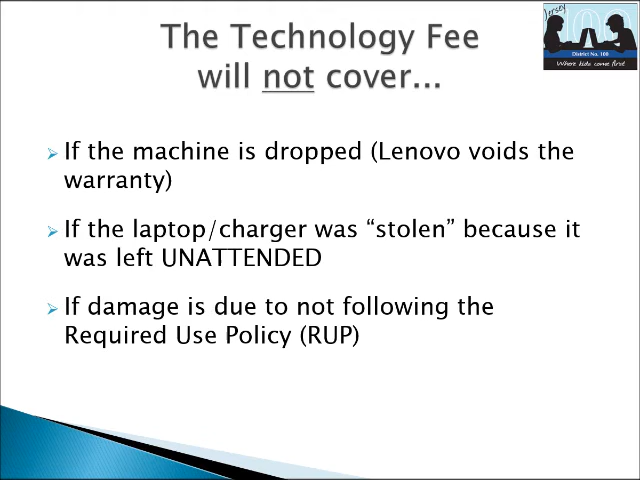 The Technology Fee
will not cover...
Jersey
100
District No. 100
Where kids come first
If the machine is dropped (Lenovo voids the
warranty)
If the laptop/charger was “stolen” because it
was left UNATTENDED
If damage is due to not following the
Required Use Policy (RUP)